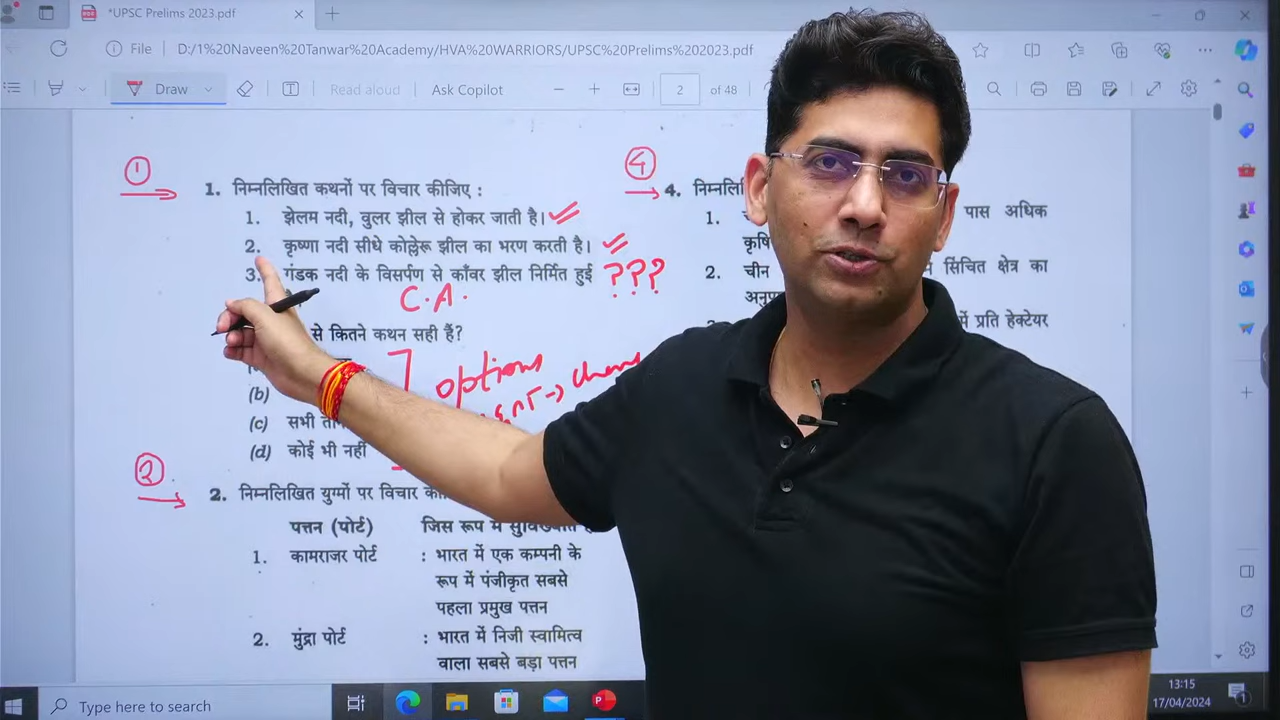 *UPSC Prelims 2023.pdf
File
D:/1%20Naveen%20Tanwar%20Academy/HVA%20WARRIORS/UPSC%20Prelims%202023.pdf
Draw
Read aloud
Ask Copilot
2
of 48
1
1. निम्नलिखित कथनों पर विचार कीजिए :
1. झेलम नदी, वुलर झील से होकर जाती है।
2. कृष्णा नदी सीधे कोल्लेरू झील का भरण करती है।
3 गंडक नदी के विसर्पण से काँवर झील निर्मित हुई ???
C.A.
से कितने कथन सही हैं?
(b)
options
(c) सभी
(d) कोई भी नहीं
2
2. निम्नलिखित युग्मों पर विचार
पत्तन (पोर्ट) जिस रूप में
1. कामराजर पोर्ट : भारत में एक कम्पनी के
रूप में पंजीकृत सबसे
पहला प्रमुख पत्तन
2. मुंद्रा पोर्ट : भारत में निजी स्वामित्व
वाला सबसे बड़ा पत्तन
4
4.
1. पास अधिक
2. चीन सिंचित क्षेत्र का
में प्रति हेक्टेयर
Type here to search
13:15
17/04/2024